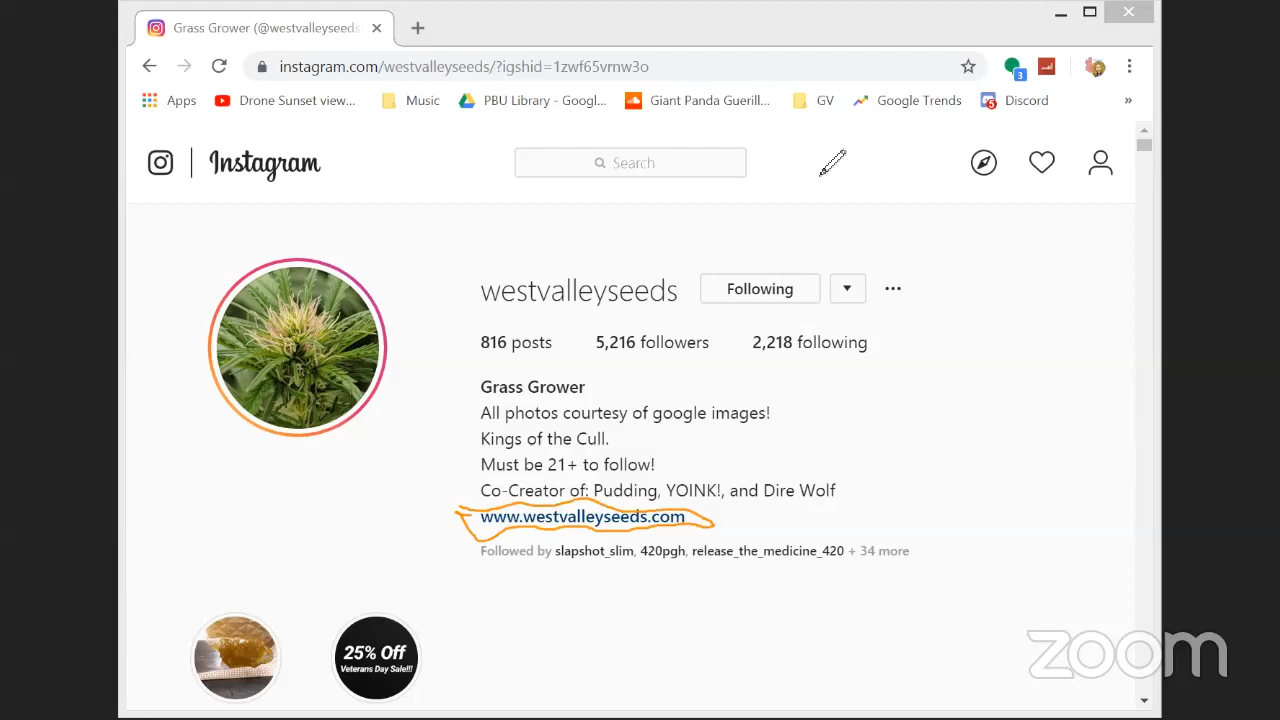 Grass Grower (@westvalleyseeds
instagram.com/westvalleyseeds/?igshid=1zwf65vrnw3o
3
Apps Drone Sunset view... Music PBU Library - Googl... Giant Panda Guerill... GV Google Trends 5 Discord »
Instagram Search
westvalleyseeds Following
816 posts 5,216 followers 2,218 following
Grass Grower
All photos courtesy of google images!
Kings of the Cull.
Must be 21+ to follow!
Co-Creator of: Pudding, YOINK!, and Dire Wolf
www.westvalleyseeds.com
Followed by slapshot_slim, 420pgh, release_the_medicine_420 + 34 more
25% Off
Veterans Day Sale!!!
zoom